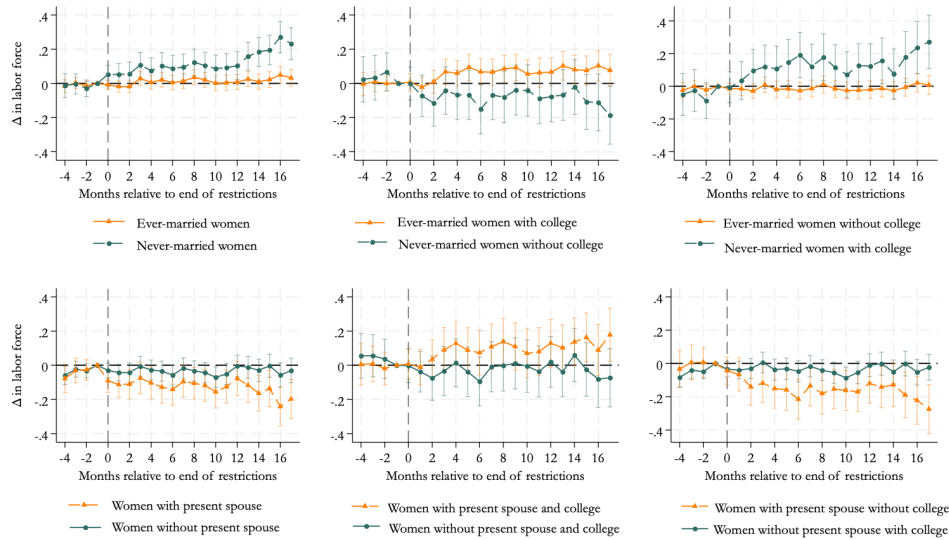 Δ in labor force
.4
.2
0
-.2
-.4
-4 -2 0 2 4 6 8 10 12 14 16
Months relative to end of restrictions
Ever-married women
Never-married women
.4
.2
0
-.2
-.4
-4 -2 0 2 4 6 8 10 12 14 16
Months relative to end of restrictions
Ever-married women with college
Never-married women without college
.4
.2
0
-.2
-.4
-4 -2 0 2 4 6 8 10 12 14 16
Months relative to end of restrictions
Ever-married women without college
Never-married women with college
Δ in labor force
.4
.2
0
-.2
-.4
-4 -2 0 2 4 6 8 10 12 14 16
Months relative to end of restrictions
Women with present spouse
Women without present spouse
.4
.2
0
-.2
-.4
-4 -2 0 2 4 6 8 10 12 14 16
Months relative to end of restrictions
Women with present spouse and college
Women without present spouse and college
.4
.2
0
-.2
-.4
-4 -2 0 2 4 6 8 10 12 14 16
Months relative to end of restrictions
Women with present spouse without college
Women without present spouse with college